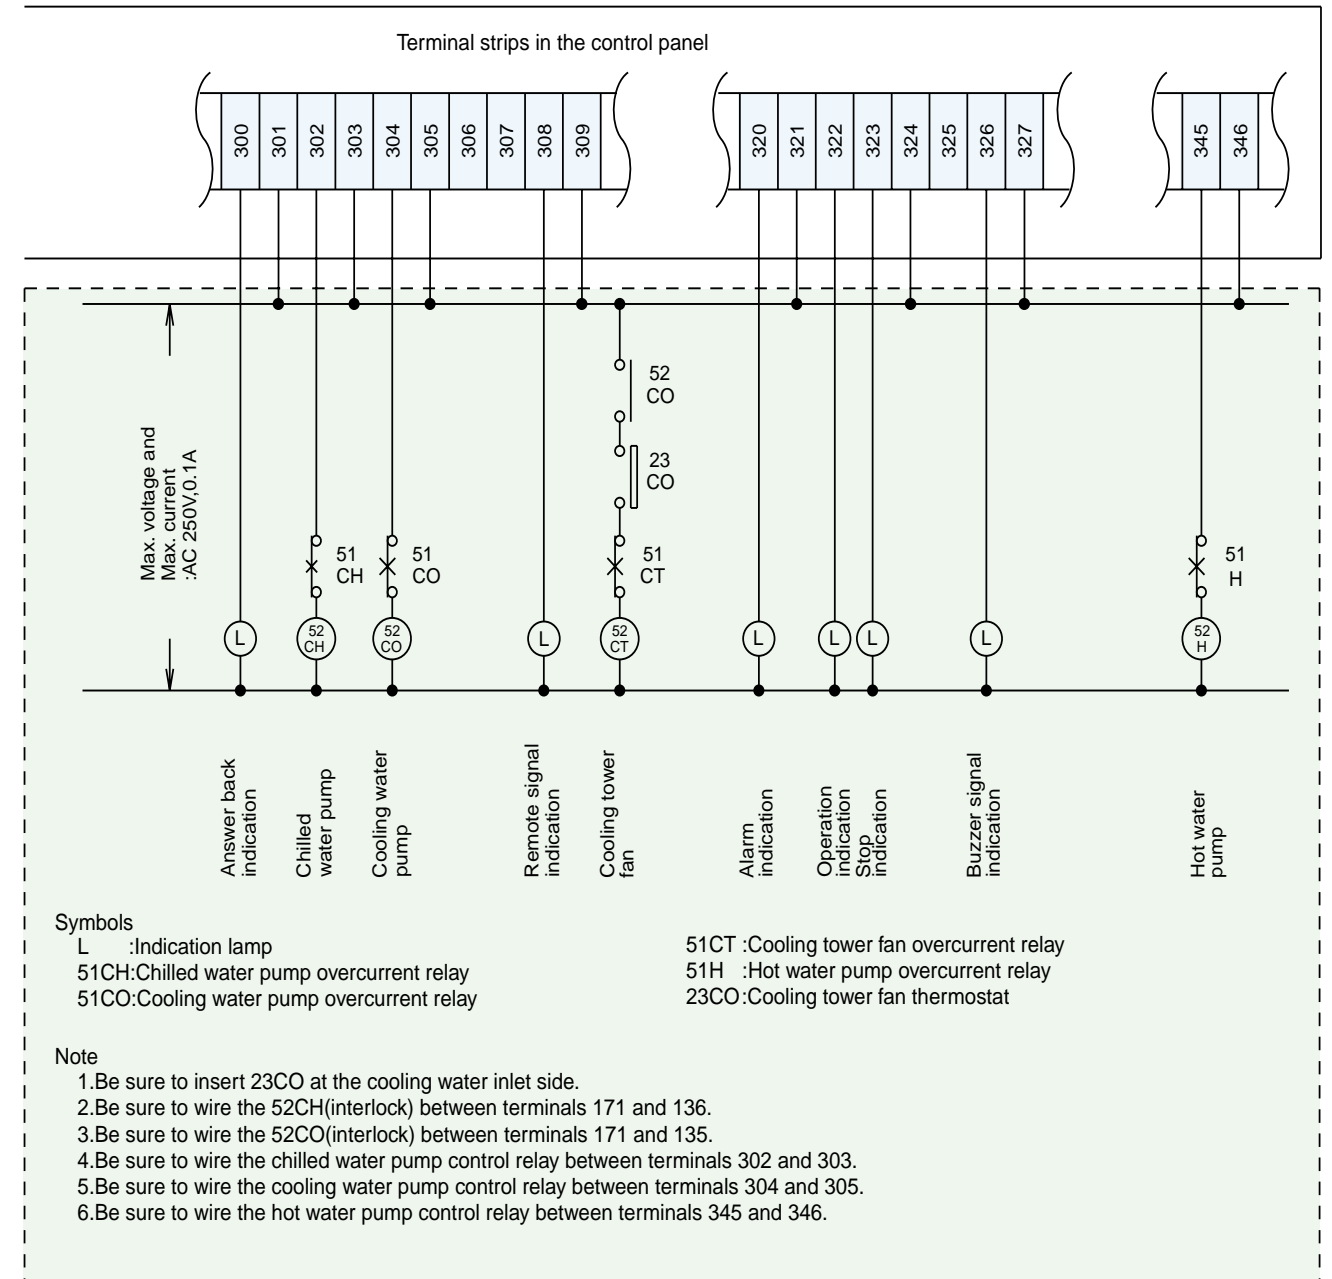 Terminal strips in the control panel
300
301
302
303
304
305
306
307
308
309
320
321
322
323
324
325
326
327
345
346
Max. voltage and
Max. current
:AC 250V,0.1A
52
CO
23
CO
51
CH
51
CO
51
CT
51
H
L
52
CH
52
CO
L
52
CT
L
L
L
L
52
H
Answer back
indication
Chilled
water pump
Cooling water
pump
Remote signal
indication
Cooling tower
fan
Alarm
indication
Operation
indication
Stop
indication
Buzzer signal
indication
Hot water
pump
Symbols
L :Indication lamp
51CH:Chilled water pump overcurrent relay
51CO:Cooling water pump overcurrent relay
51CT :Cooling tower fan overcurrent relay
51H :Hot water pump overcurrent relay
23CO:Cooling tower fan thermostat
Note
1.Be sure to insert 23CO at the cooling water inlet side.
2.Be sure to wire the 52CH(interlock) between terminals 171 and 136.
3.Be sure to wire the 52CO(interlock) between terminals 171 and 135.
4.Be sure to wire the chilled water pump control relay between terminals 302 and 303.
5.Be sure to wire the cooling water pump control relay between terminals 304 and 305.
6.Be sure to wire the hot water pump control relay between terminals 345 and 346.